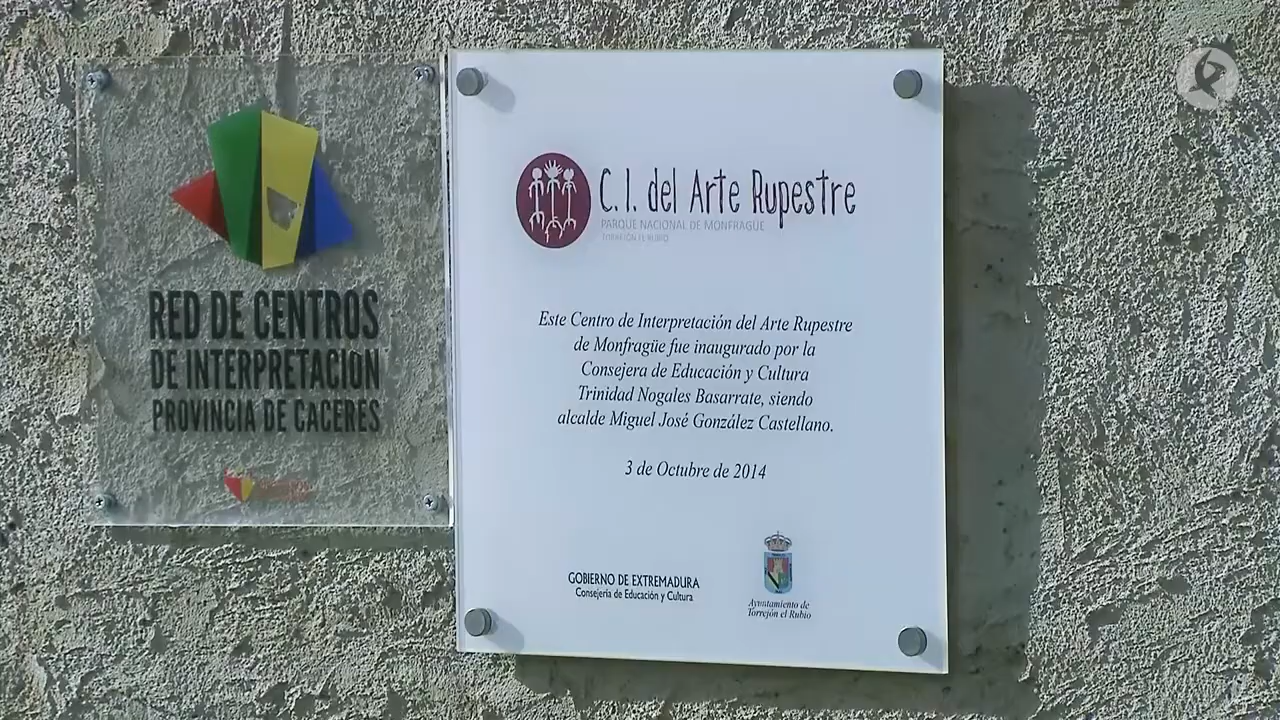 RED DE CENTROS
DE INTERPRETACIÓN
PROVINCIA DE CÁCERES
C. I. del Arte Rupestre
PARQUE NACIONAL DE MONFRAGÜE
TORREJÓN EL RUBIO
Este Centro de Interpretación del Arte Rupestre
de Monfragüe fue inaugurado por la
Consejera de Educación y Cultura
Trinidad Nogales Basarrate, siendo
alcalde Miguel José González Castellano.
3 de Octubre de 2014
GOBIERNO DE EXTREMADURA
Consejería de Educación y Cultura
Ayuntamiento de
Torrejón el Rubio